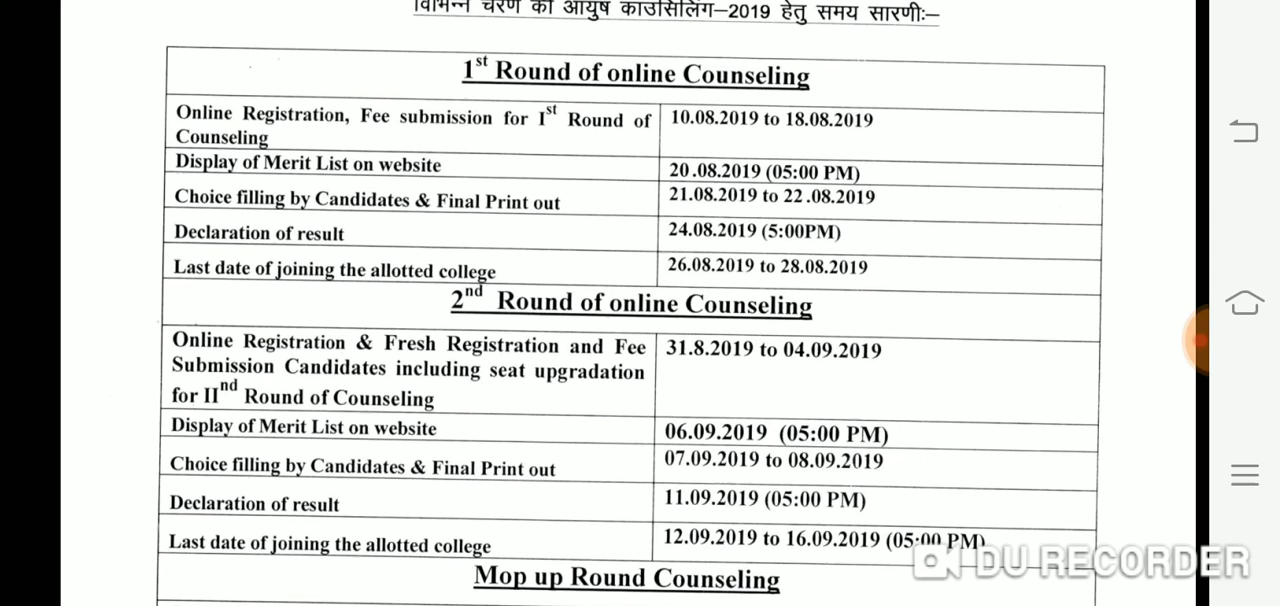 विभिन्न चरण की आयुष काउंसिलिंग–2019 हेतु समय सारणीः–
1st Round of online Counseling
Online Registration, Fee submission for Ist Round of
Counseling
10.08.2019 to 18.08.2019
Display of Merit List on website
20.08.2019 (05:00 PM)
Choice filling by Candidates & Final Print out
21.08.2019 to 22.08.2019
Declaration of result
24.08.2019 (5:00PM)
Last date of joining the allotted college
26.08.2019 to 28.08.2019
2nd Round of online Counseling
Online Registration & Fresh Registration and Fee
Submission Candidates including seat upgradation
for IInd Round of Counseling
31.8.2019 to 04.09.2019
Display of Merit List on website
06.09.2019 (05:00 PM)
Choice filling by Candidates & Final Print out
07.09.2019 to 08.09.2019
Declaration of result
11.09.2019 (05:00 PM)
Last date of joining the allotted college
12.09.2019 to 16.09.2019 (05:00 PM)
DU RECORDER
Mop up Round Counseling